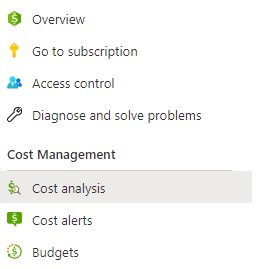 Overview
Go to subscription
Access control
Diagnose and solve problems
Cost Management
Cost analysis
Cost alerts
Budgets